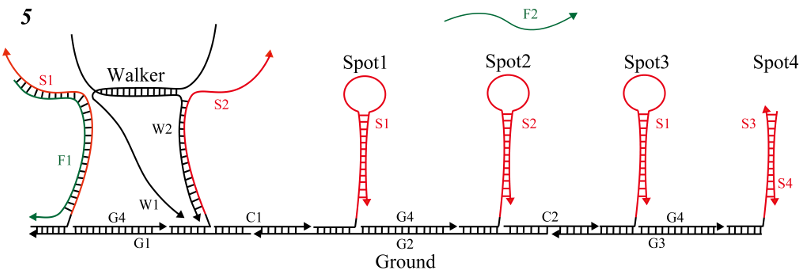 5
F2
Spot1
Spot2
Spot3
Spot4
S1
Walker
S2
W2
S1
S2
S1
S3
F1
S4
W1
G4
C1
G4
C2
G4
G1
G2
G3
Ground